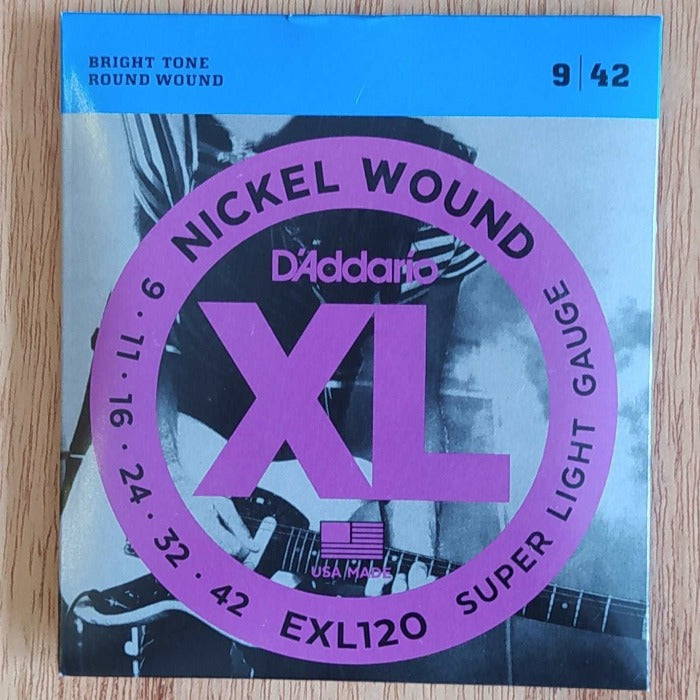 BRIGHT TONE
ROUND WOUND
9|42
NICKEL WOUND
D'Addario
XL
9 · 11 · 16 · 24 · 32 · 42
USA MADE
EXL120
SUPER LIGHT GAUGE